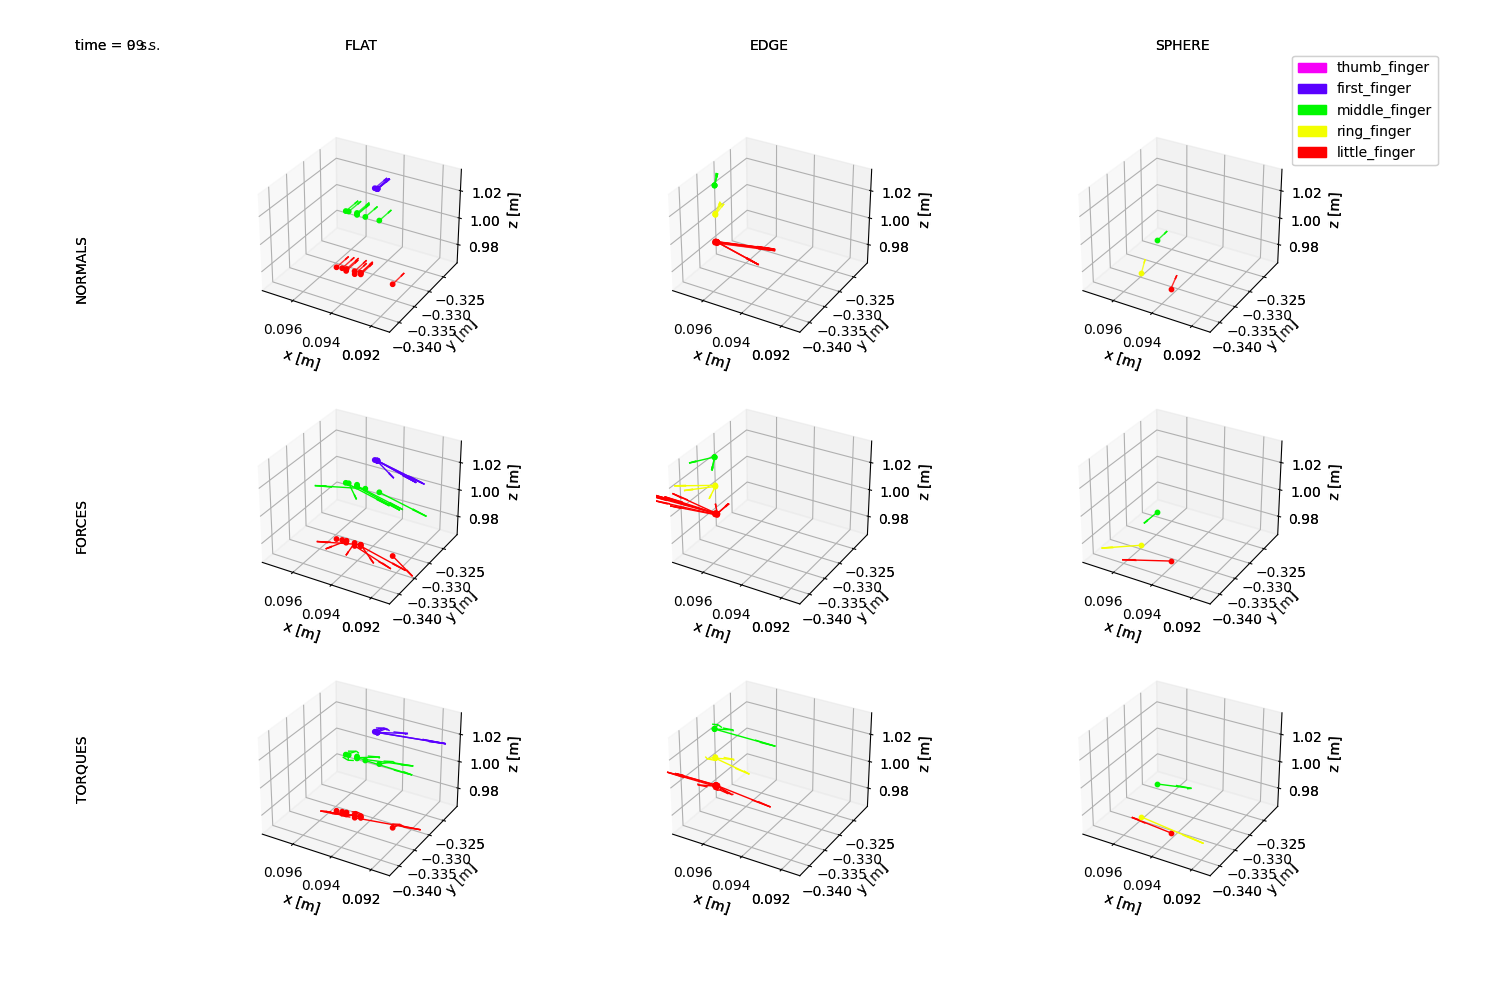 time = s.
FLAT
EDGE
SPHERE
thumb_finger
first_finger
middle_finger
ring_finger
little_finger
NORMALS
1.02
1.00
0.98
z [m]
−0.325
−0.330
−0.335
−0.340
y [m]
0.096
0.094
0.092
x [m]
1.02
1.00
0.98
z [m]
−0.325
−0.330
−0.335
−0.340
y [m]
0.096
0.094
0.092
x [m]
1.02
1.00
0.98
z [m]
−0.325
−0.330
−0.335
−0.340
y [m]
0.096
0.094
0.092
x [m]
FORCES
1.02
1.00
0.98
z [m]
−0.325
−0.330
−0.335
−0.340
y [m]
0.096
0.094
0.092
x [m]
1.02
1.00
0.98
z [m]
−0.325
−0.330
−0.335
−0.340
y [m]
0.096
0.094
0.092
x [m]
1.02
1.00
0.98
z [m]
−0.325
−0.330
−0.335
−0.340
y [m]
0.096
0.094
0.092
x [m]
TORQUES
1.02
1.00
0.98
z [m]
−0.325
−0.330
−0.335
−0.340
y [m]
0.096
0.094
0.092
x [m]
1.02
1.00
0.98
z [m]
−0.325
−0.330
−0.335
−0.340
y [m]
0.096
0.094
0.092
x [m]
1.02
1.00
0.98
z [m]
−0.325
−0.330
−0.335
−0.340
y [m]
0.096
0.094
0.092
x [m]